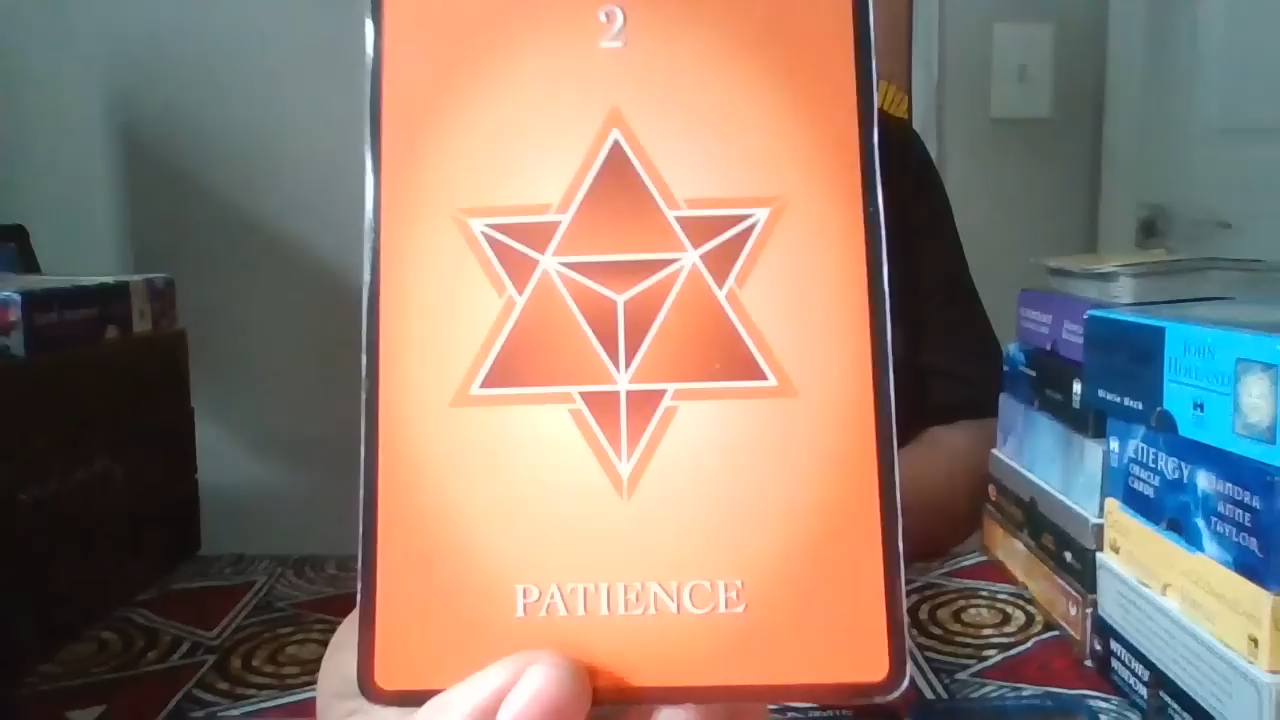 2
PATIENCE
JOHN
HOLLAND
ENERGY
ORACLE
CARDS
SANDRA
ANNE
TAYLOR
WITCHES'
WISDOM